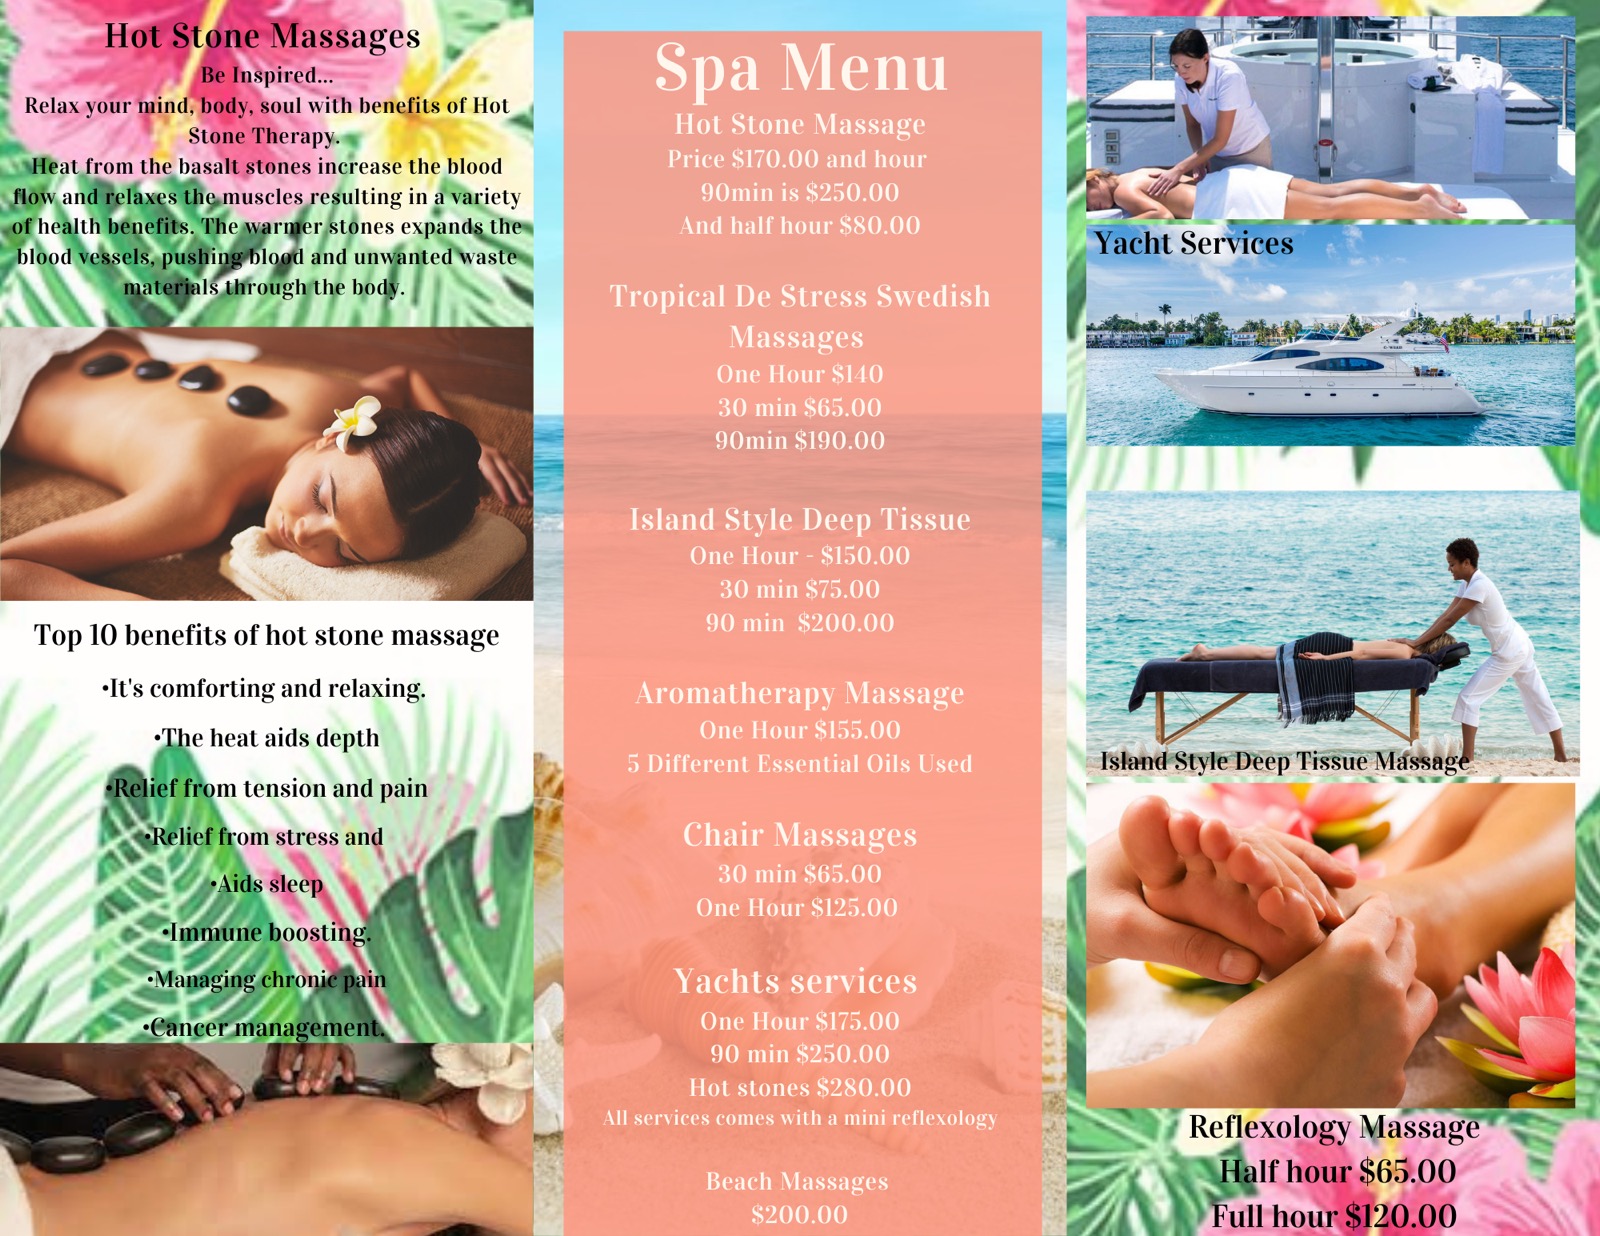 Hot Stone Massages
Be Inspired...
Relax your mind, body, soul with benefits of Hot
Stone Therapy.
Heat from the basalt stones increase the blood
flow and relaxes the muscles resulting in a variety
of health benefits. The warmer stones expands the
blood vessels, pushing blood and unwanted waste
materials through the body.
Top 10 benefits of hot stone massage
•It's comforting and relaxing.
•The heat aids depth
•Relief from tension and pain
•Relief from stress and
•Aids sleep
•Immune boosting.
•Managing chronic pain
•Cancer management.
Spa Menu
Hot Stone Massage
Price $170.00 and hour
90min is $250.00
And half hour $80.00
Tropical De Stress Swedish
Massages
One Hour $140
30 min $65.00
90min $190.00
Island Style Deep Tissue
One Hour - $150.00
30 min $75.00
90 min  $200.00
Aromatherapy Massage
One Hour $155.00
5 Different Essential Oils Used
Chair Massages
30 min $65.00
One Hour $125.00
Yachts services
One Hour $175.00
90 min $250.00
Hot stones $280.00
All services comes with a mini reflexology
Beach Massages
$200.00
Yacht Services
Island Style Deep Tissue Massage
Reflexology Massage
Half hour $65.00
Full hour $120.00